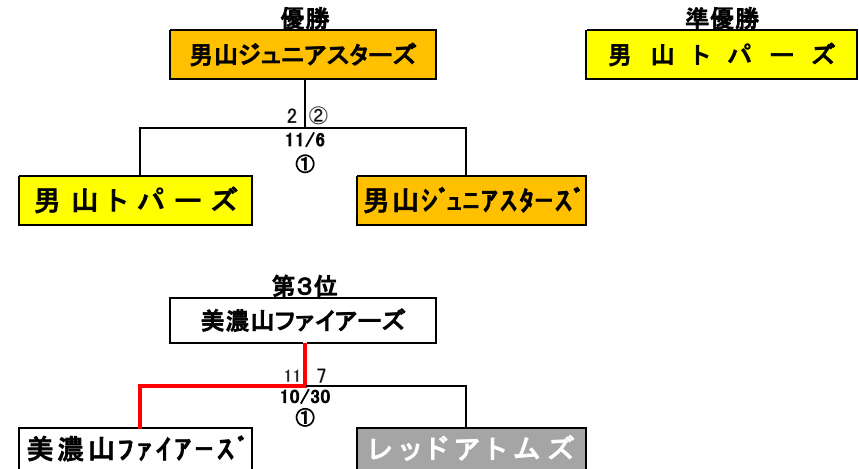 優勝 準優勝
男山ジュニアスターズ 男山トパーズ
2 ②
11/6
①
男山トパーズ 男山ｼﾞｭﾆｱｽﾀｰｽﾞ
第３位
美濃山ファイアーズ
11 7
10/30
①
美濃山ﾌｧｲｱｰｽﾞ レッドアトムズ